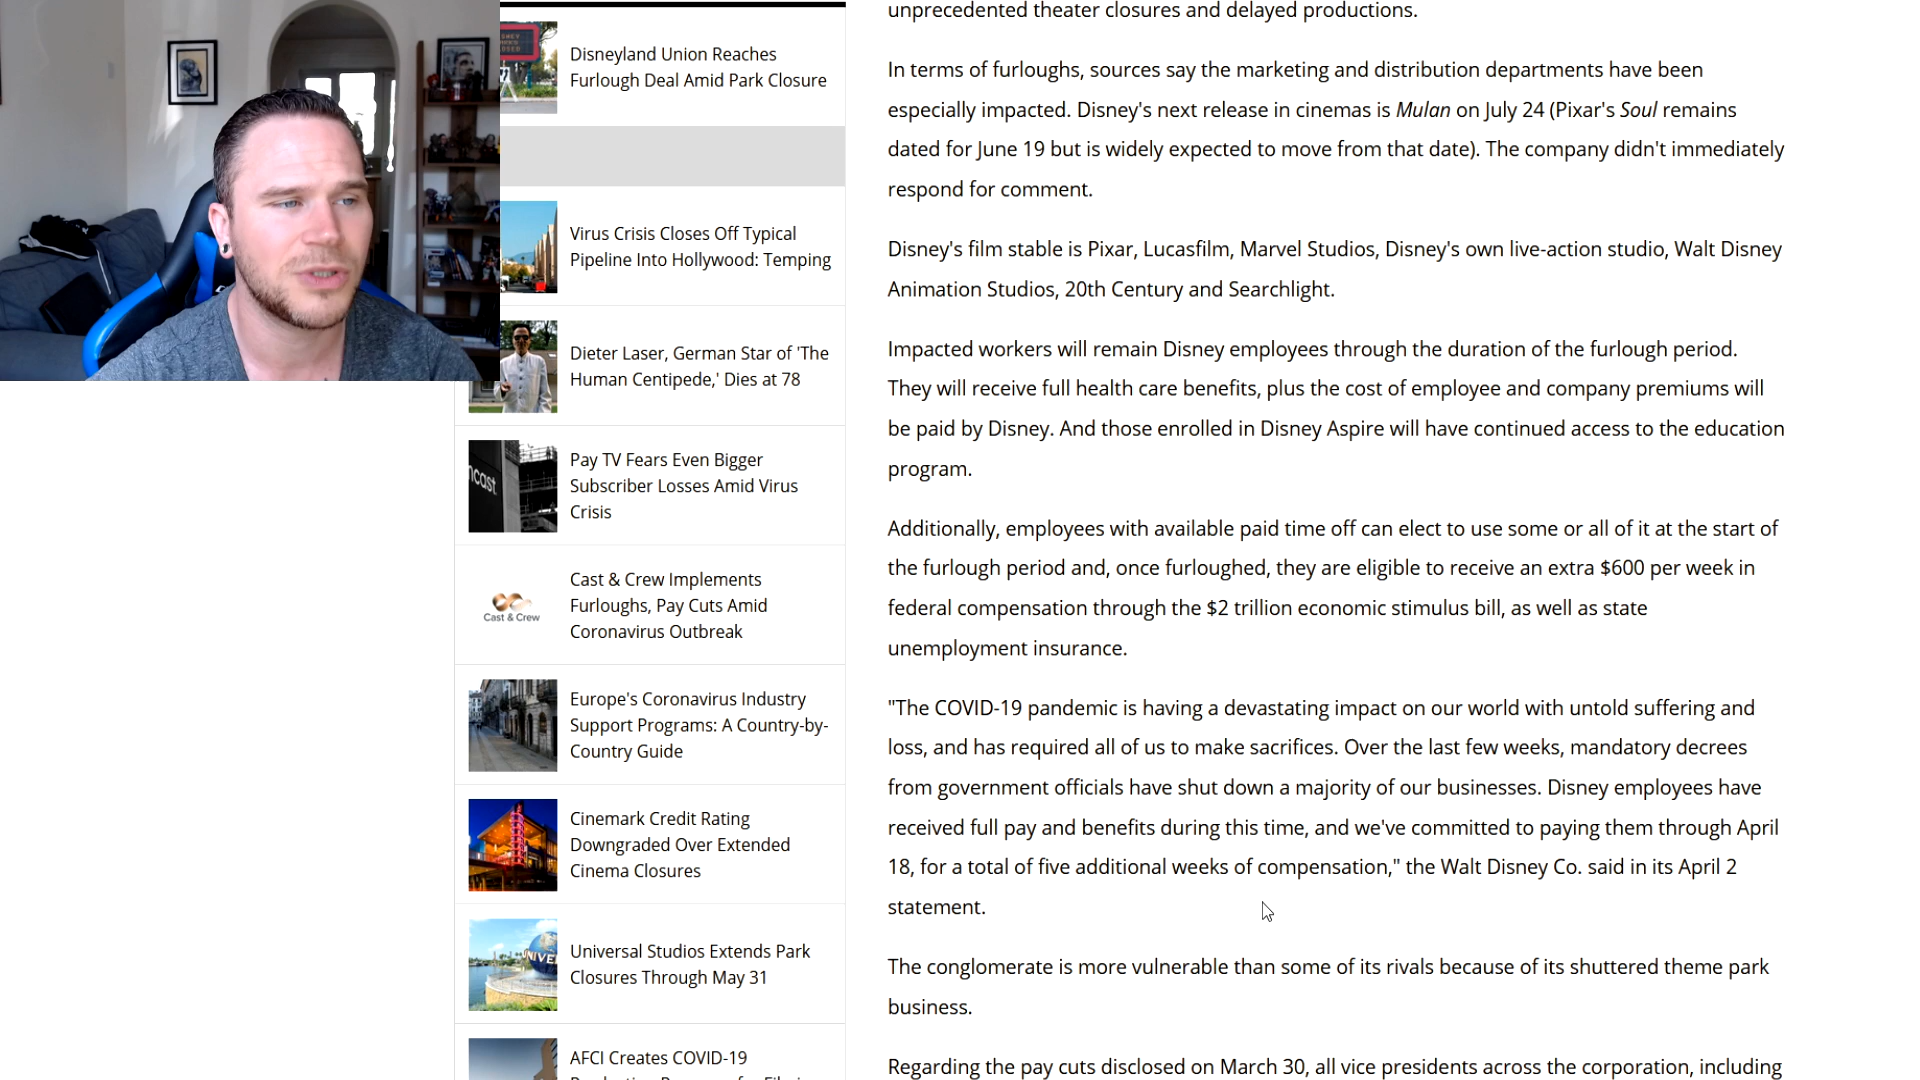 Disneyland Union Reaches
Furlough Deal Amid Park Closure
Virus Crisis Closes Off Typical
Pipeline Into Hollywood: Temping
Dieter Laser, German Star of 'The
Human Centipede,' Dies at 78
ncast
Pay TV Fears Even Bigger
Subscriber Losses Amid Virus
Crisis
Cast & Crew
Cast & Crew Implements
Furloughs, Pay Cuts Amid
Coronavirus Outbreak
Europe's Coronavirus Industry
Support Programs: A Country-by-
Country Guide
Cinemark Credit Rating
Downgraded Over Extended
Cinema Closures
UNIVE
Universal Studios Extends Park
Closures Through May 31
AFCI Creates COVID-19
unprecedented theater closures and delayed productions.
In terms of furloughs, sources say the marketing and distribution departments have been
especially impacted. Disney's next release in cinemas is Mulan on July 24 (Pixar's Soul remains
dated for June 19 but is widely expected to move from that date). The company didn't immediately
respond for comment.
Disney's film stable is Pixar, Lucasfilm, Marvel Studios, Disney's own live-action studio, Walt Disney
Animation Studios, 20th Century and Searchlight.
Impacted workers will remain Disney employees through the duration of the furlough period.
They will receive full health care benefits, plus the cost of employee and company premiums will
be paid by Disney. And those enrolled in Disney Aspire will have continued access to the education
program.
Additionally, employees with available paid time off can elect to use some or all of it at the start of
the furlough period and, once furloughed, they are eligible to receive an extra $600 per week in
federal compensation through the $2 trillion economic stimulus bill, as well as state
unemployment insurance.
"The COVID-19 pandemic is having a devastating impact on our world with untold suffering and
loss, and has required all of us to make sacrifices. Over the last few weeks, mandatory decrees
from government officials have shut down a majority of our businesses. Disney employees have
received full pay and benefits during this time, and we've committed to paying them through April
18, for a total of five additional weeks of compensation," the Walt Disney Co. said in its April 2
statement.
The conglomerate is more vulnerable than some of its rivals because of its shuttered theme park
business.
Regarding the pay cuts disclosed on March 30, all vice presidents across the corporation, including